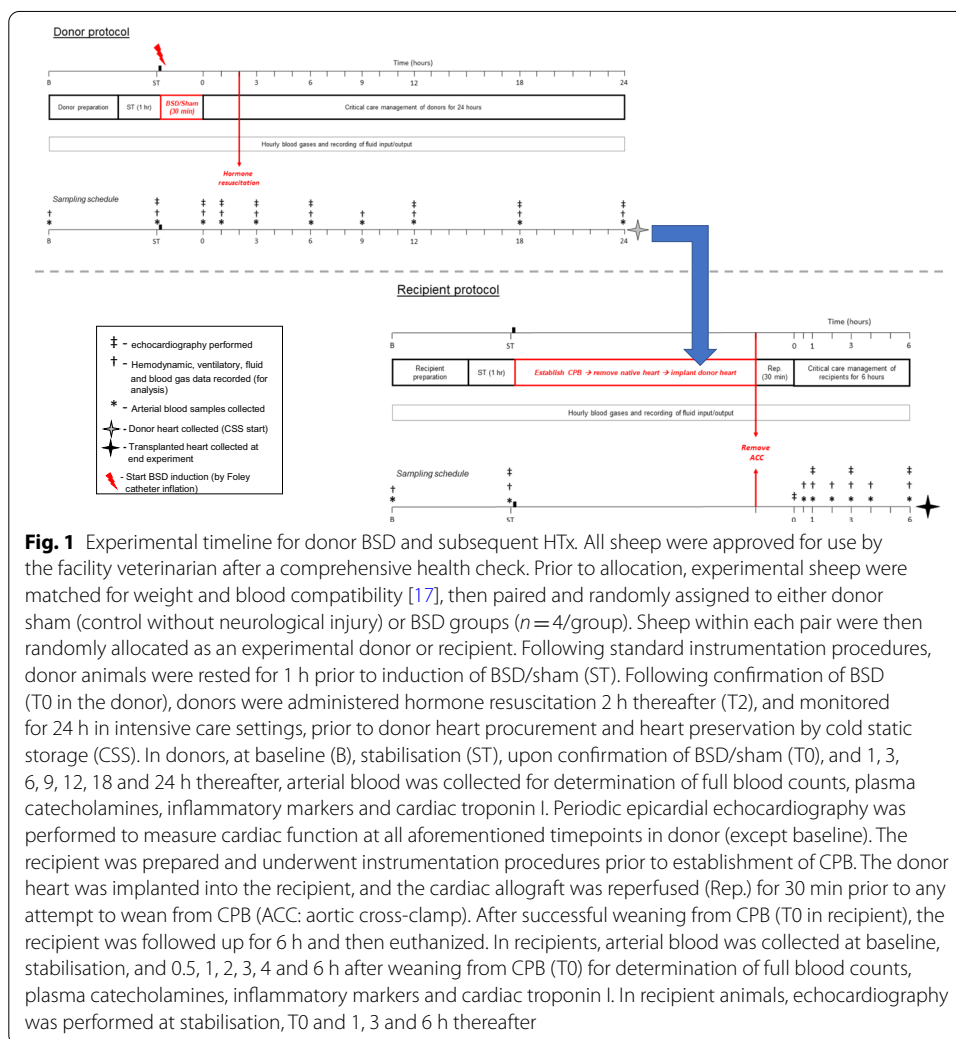 Donor protocol
Time (hours)
B ST 0 3 6 9 12 18 24
Donor preparation ST (1 hr) BSD/Sham (30 min) Critical care management of donors for 24 hours
Hourly blood gases and recording of fluid input/output
Hormone
resuscitation
Sampling schedule ‡ ‡ ‡ ‡ ‡ ‡ ‡ ‡
† † † † † † † † † †
* * * * * * * * * *
B ST 0 3 6 9 12 18 24
Recipient protocol
Time (hours)
B ST 0 1 3 6
Recipient preparation ST (1 hr) Establish CPB → remove native heart → implant donor heart Rep. (30 min) Critical care management of recipients for 6 hours
Hourly blood gases and recording of fluid input/output
Remove
ACC
Sampling schedule ‡ ‡ ‡ ‡
† † † † † † † †
* * ‡ * * * * * *
B ST 0 1 3 6
‡ - echocardiography performed
† - Hemodynamic, ventilatory, fluid
and blood gas data recorded (for
analysis)
* - Arterial blood samples collected
- Donor heart collected (CSS start)
- Transplanted heart collected at
end experiment
- Start BSD induction (by Foley
catheter inflation)
Fig. 1 Experimental timeline for donor BSD and subsequent HTx. All sheep were approved for use by
the facility veterinarian after a comprehensive health check. Prior to allocation, experimental sheep were
matched for weight and blood compatibility [17], then paired and randomly assigned to either donor
sham (control without neurological injury) or BSD groups (n = 4/group). Sheep within each pair were then
randomly allocated as an experimental donor or recipient. Following standard instrumentation procedures,
donor animals were rested for 1 h prior to induction of BSD/sham (ST). Following confirmation of BSD
(T0 in the donor), donors were administered hormone resuscitation 2 h thereafter (T2), and monitored
for 24 h in intensive care settings, prior to donor heart procurement and heart preservation by cold static
storage (CSS). In donors, at baseline (B), stabilisation (ST), upon confirmation of BSD/sham (T0), and 1, 3,
6, 9, 12, 18 and 24 h thereafter, arterial blood was collected for determination of full blood counts, plasma
catecholamines, inflammatory markers and cardiac troponin I. Periodic epicardial echocardiography was
performed to measure cardiac function at all aforementioned timepoints in donor (except baseline). The
recipient was prepared and underwent instrumentation procedures prior to establishment of CPB. The donor
heart was implanted into the recipient, and the cardiac allograft was reperfused (Rep.) for 30 min prior to any
attempt to wean from CPB (ACC: aortic cross-clamp). After successful weaning from CPB (T0 in recipient), the
recipient was followed up for 6 h and then euthanized. In recipients, arterial blood was collected at baseline,
stabilisation, and 0.5, 1, 2, 3, 4 and 6 h after weaning from CPB (T0) for determination of full blood counts,
plasma catecholamines, inflammatory markers and cardiac troponin I. In recipient animals, echocardiography
was performed at stabilisation, T0 and 1, 3 and 6 h thereafter